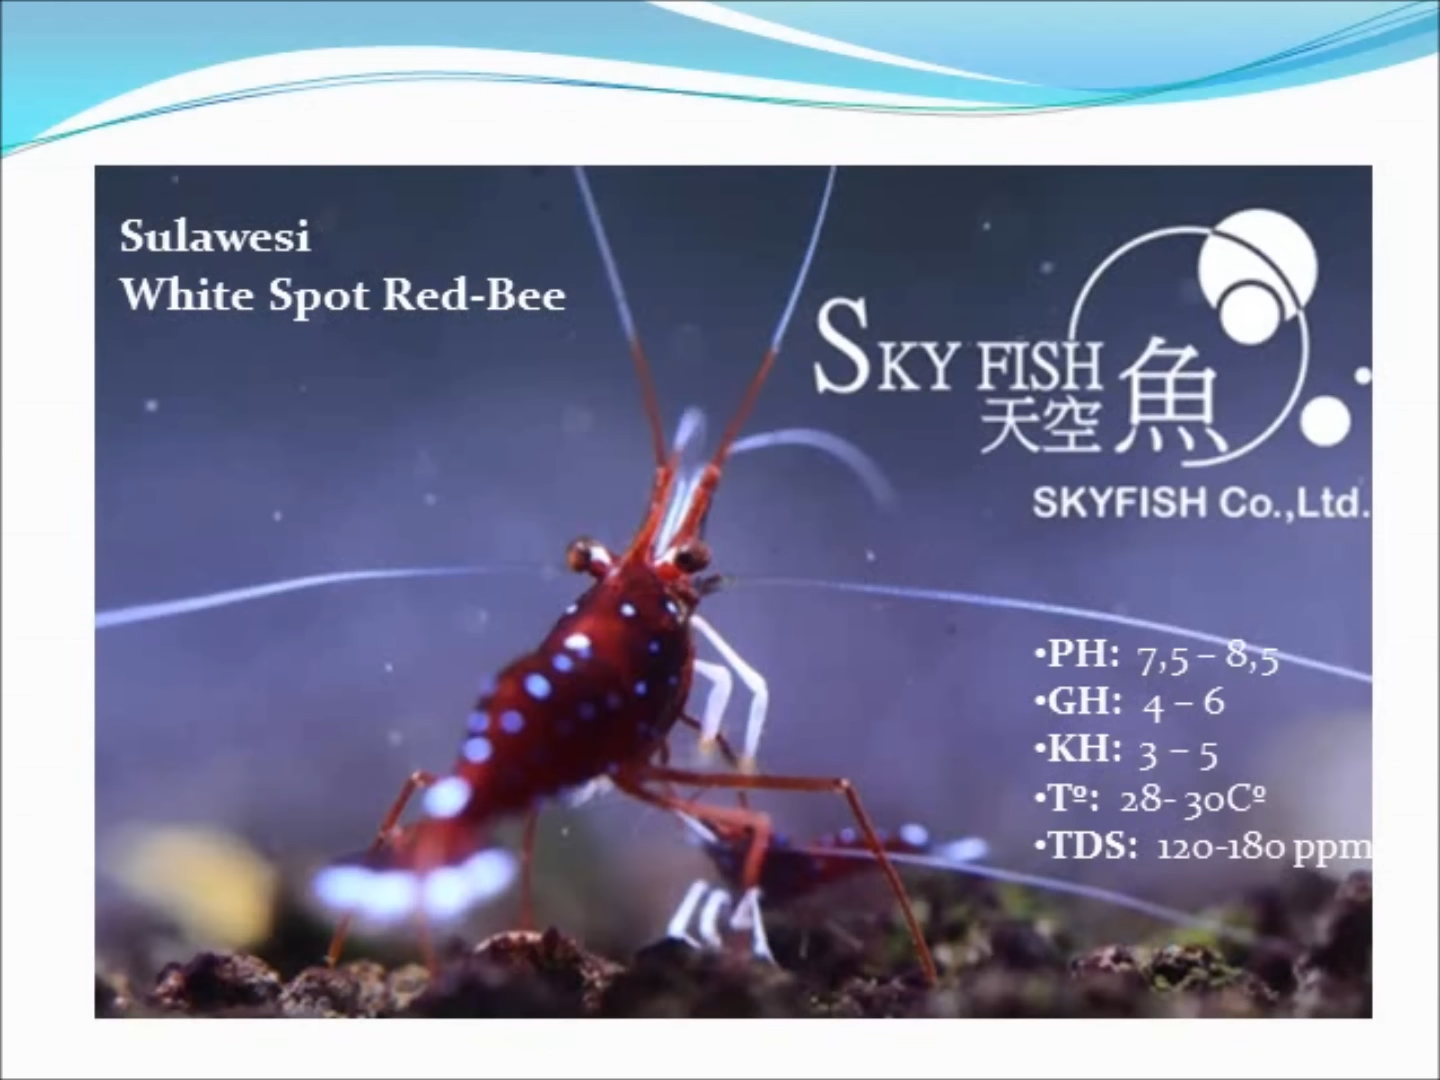 Sulawesi
White Spot Red-Bee
SKY FISH
天空魚
SKYFISH Co.,Ltd.
•PH: 7,5 – 8,5
•GH: 4 – 6
•KH: 3 – 5
•Tº: 28- 30Cº
•TDS: 120-180 ppm